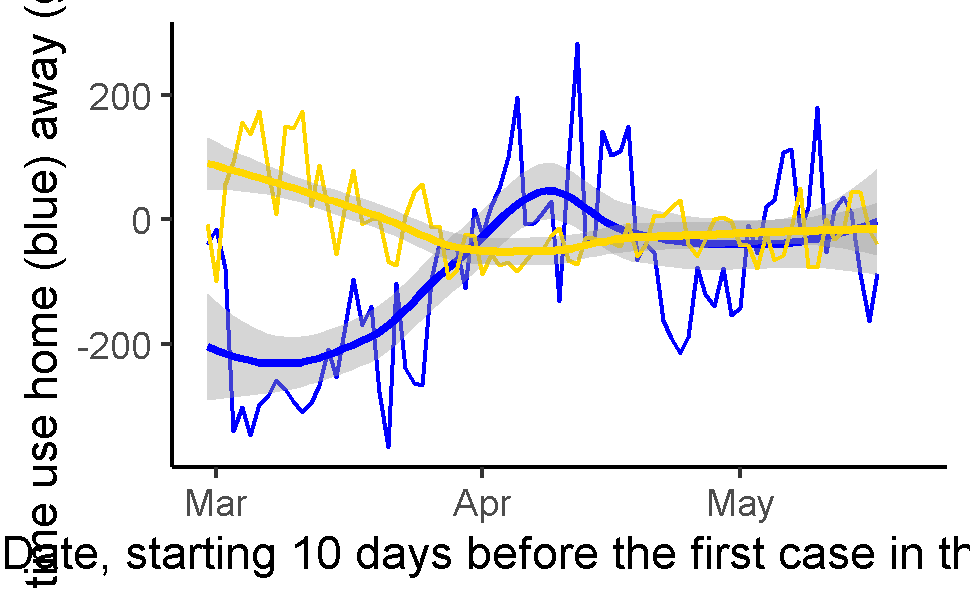 time use home (blue) away (
200
0
-200
Mar Apr May
Date, starting 10 days before the first case in th